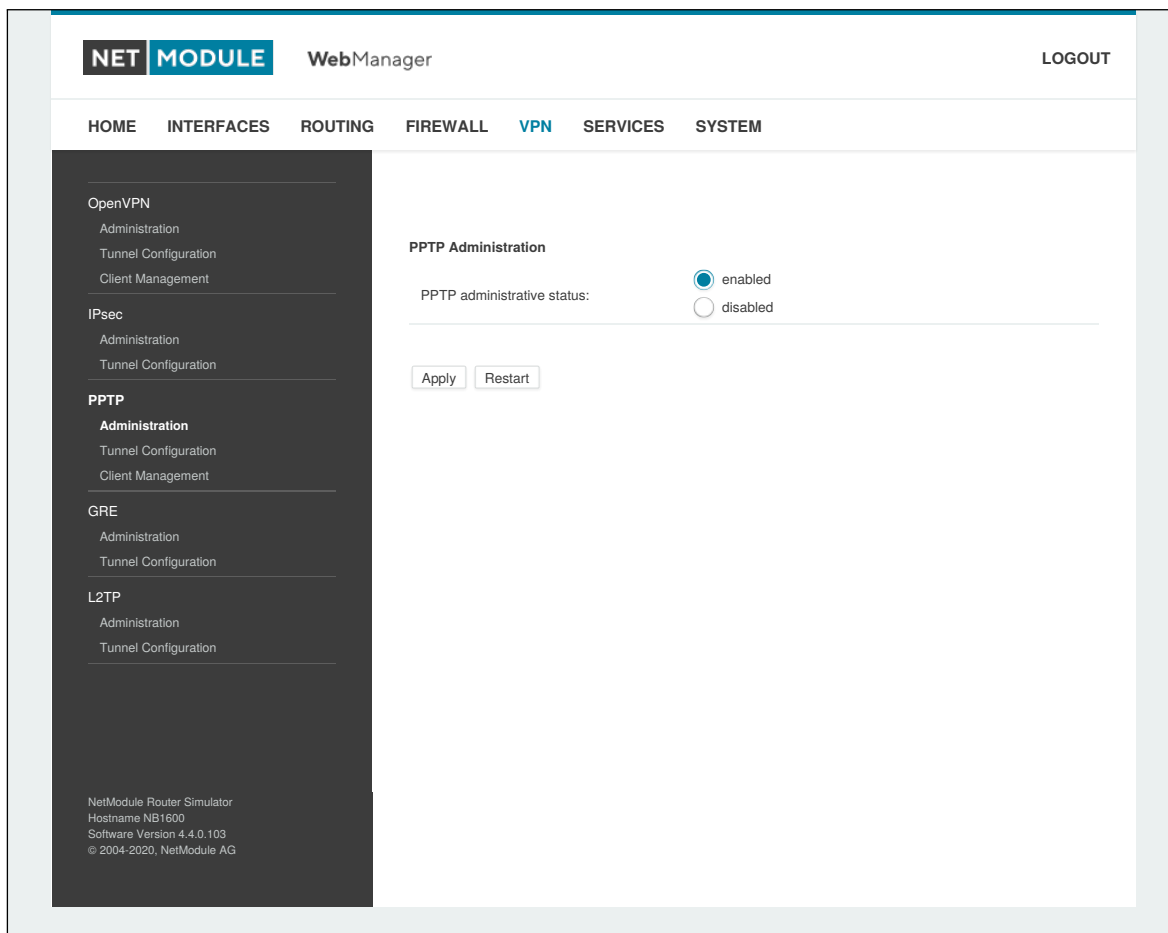 NET MODULE WebManager LOGOUT
HOME INTERFACES ROUTING FIREWALL VPN SERVICES SYSTEM
OpenVPN
Administration
Tunnel Configuration
Client Management
IPsec
Administration
Tunnel Configuration
PPTP
Administration
Tunnel Configuration
Client Management
GRE
Administration
Tunnel Configuration
L2TP
Administration
Tunnel Configuration
NetModule Router Simulator
Hostname NB1600
Software Version 4.4.0.103
© 2004-2020, NetModule AG
PPTP Administration
PPTP administrative status:
enabled
disabled
Apply Restart